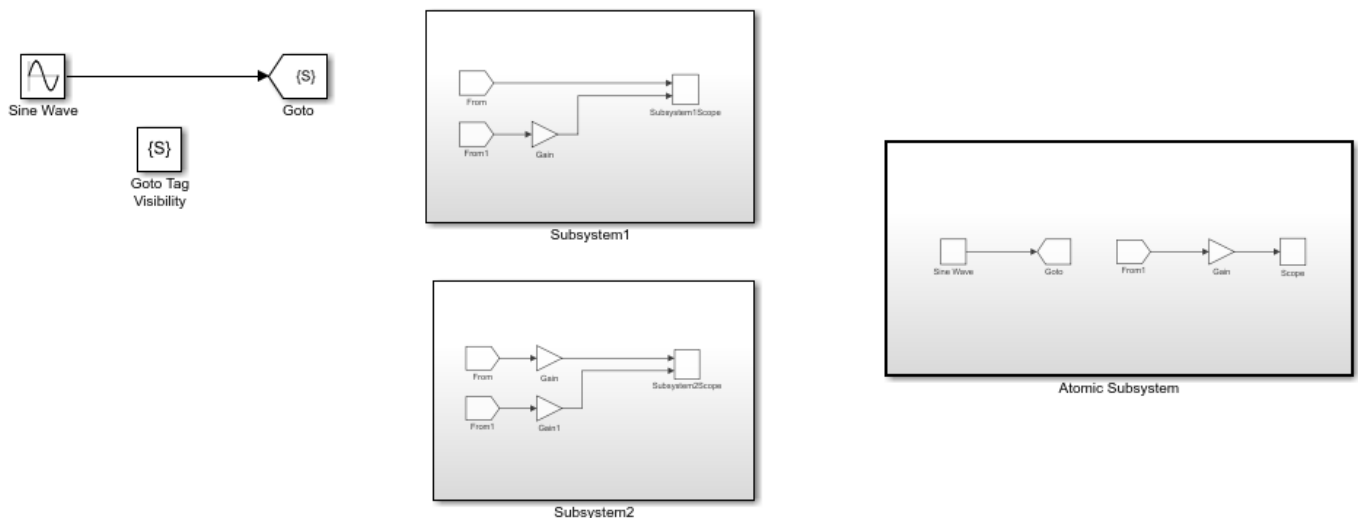 {S}
Sine Wave
Goto
{S}
Goto Tag
Visibility
From
Subsystem1Scope
From1
Gain
Subsystem1
From
Gain
Subsystem2Scope
From1
Gain1
Subsystem2
Sine Wave
Goto
From1
Gain
Scope
Atomic Subsystem